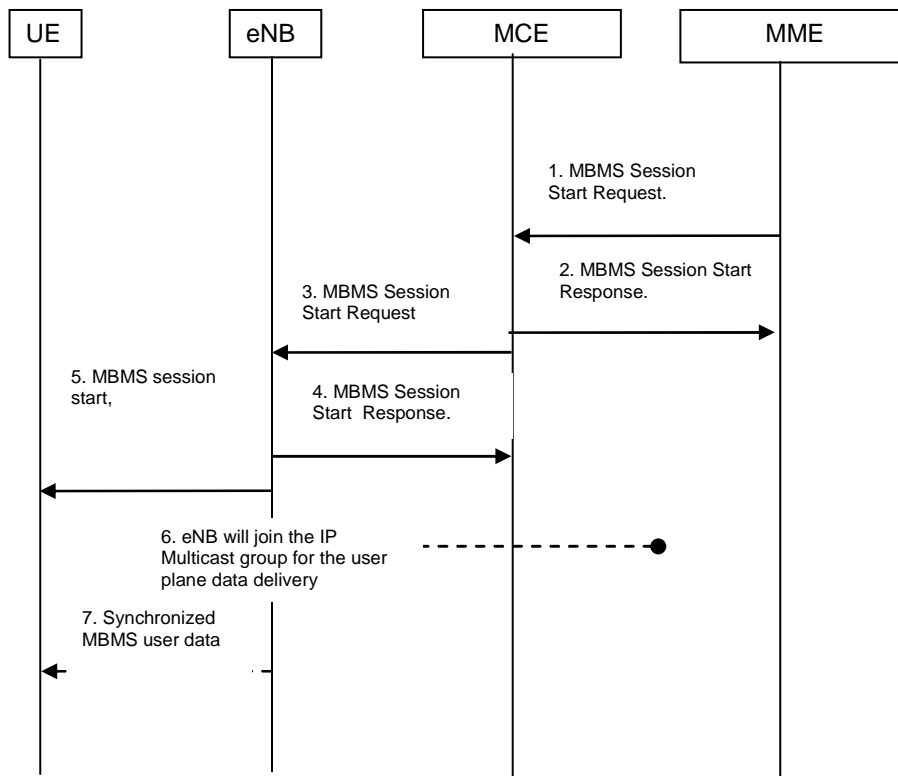 UE eNB MCE MME
1. MBMS Session
Start Request.
2. MBMS Session Start
Response.
3. MBMS Session
Start Request
4. MBMS Session
Start Response.
5. MBMS session
start,
6. eNB will join the IP
Multicast group for the user
plane data delivery
7. Synchronized
MBMS user data